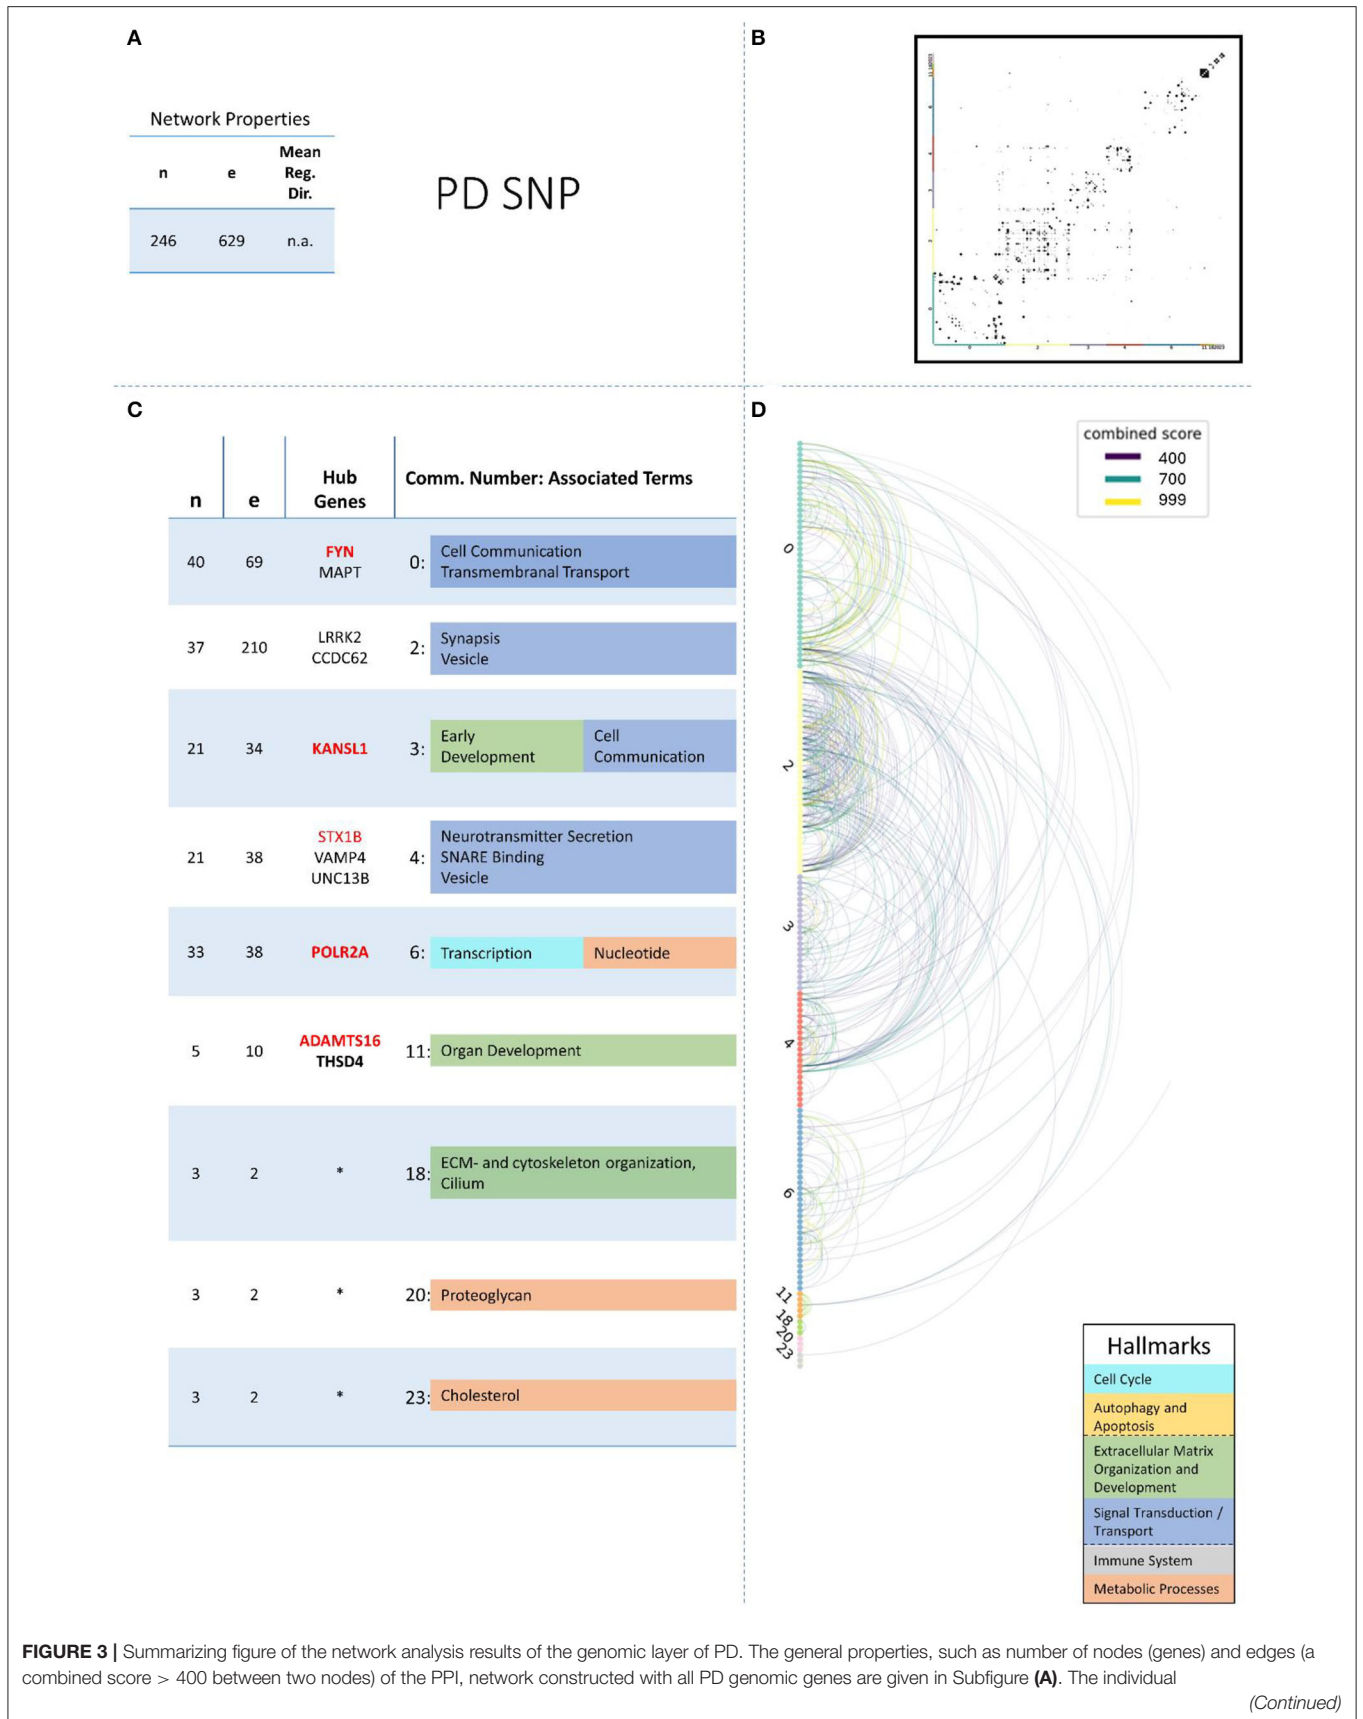 A
Network Properties
n e Mean Reg. Dir.
246 629 n.a.
PD SNP
B
0 2 3 4 6
C
n e Hub Genes Comm. Number: Associated Terms
40 69 FYN
MAPT
0: Cell Communication
Transmembranal Transport
37 210 LRRK2
CCDC62
2: Synapsis
Vesicle
21 34 KANSL1 3: Early Development Cell Communication
21 38 STX1B
VAMP4
UNC13B
4: Neurotransmitter Secretion
SNARE Binding
Vesicle
33 38 POLR2A 6: Transcription Nucleotide
5 10 ADAMTS16
THSD4
11: Organ Development
3 2 * 18: ECM- and cytoskeleton organization,
Cilium
3 2 * 20: Proteoglycan
3 2 * 23: Cholesterol
D
combined score
400
700
999
0
2
3
4
6
11
18
20
23
Hallmarks
Cell Cycle
Autophagy and
Apoptosis
Extracellular Matrix
Organization and
Development
Signal Transduction /
Transport
Immune System
Metabolic Processes
FIGURE 3 | Summarizing figure of the network analysis results of the genomic layer of PD. The general properties, such as number of nodes (genes) and edges (a
combined score > 400 between two nodes) of the PPI, network constructed with all PD genomic genes are given in Subfigure (A). The individual
(Continued)